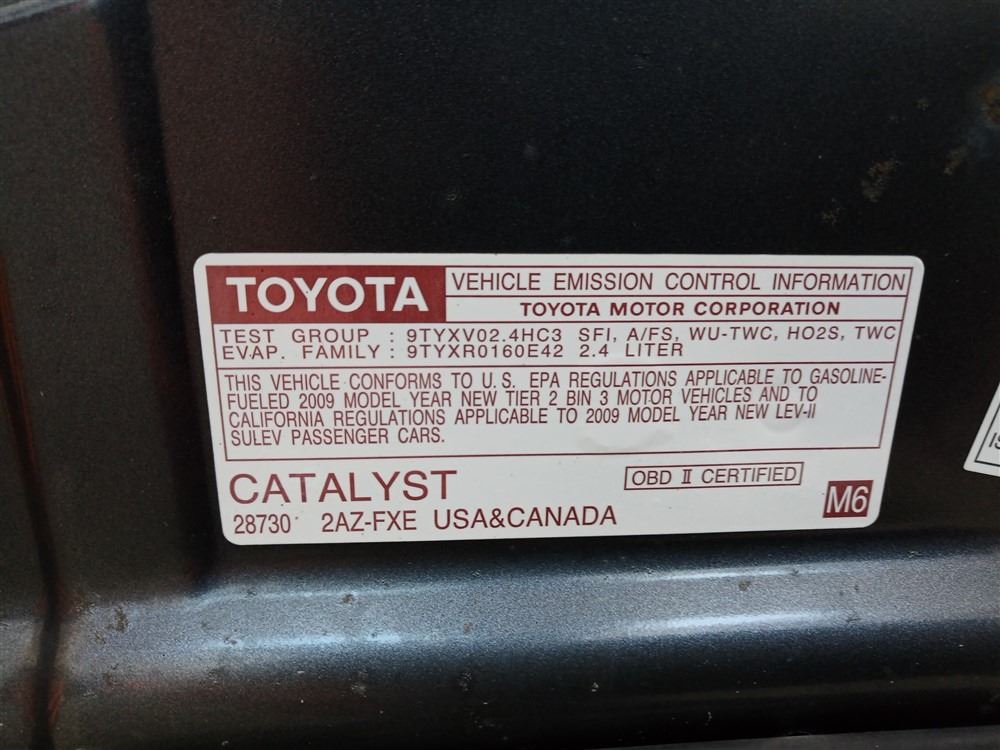 TOYOTA
VEHICLE EMISSION CONTROL INFORMATION
TOYOTA MOTOR CORPORATION
TEST GROUP : 9TYXV02.4HC3 SFI, A/FS, WU-TWC, HO2S, TWC
EVAP. FAMILY : 9TYXR0160E42 2.4 LITER
THIS VEHICLE CONFORMS TO U.S. EPA REGULATIONS APPLICABLE TO GASOLINE-
FUELED 2009 MODEL YEAR NEW TIER 2 BIN 3 MOTOR VEHICLES AND TO
CALIFORNIA REGULATIONS APPLICABLE TO 2009 MODEL YEAR NEW LEV-II
SULEV PASSENGER CARS.
CATALYST
OBD II CERTIFIED
28730 2AZ-FXE USA&CANADA
M6